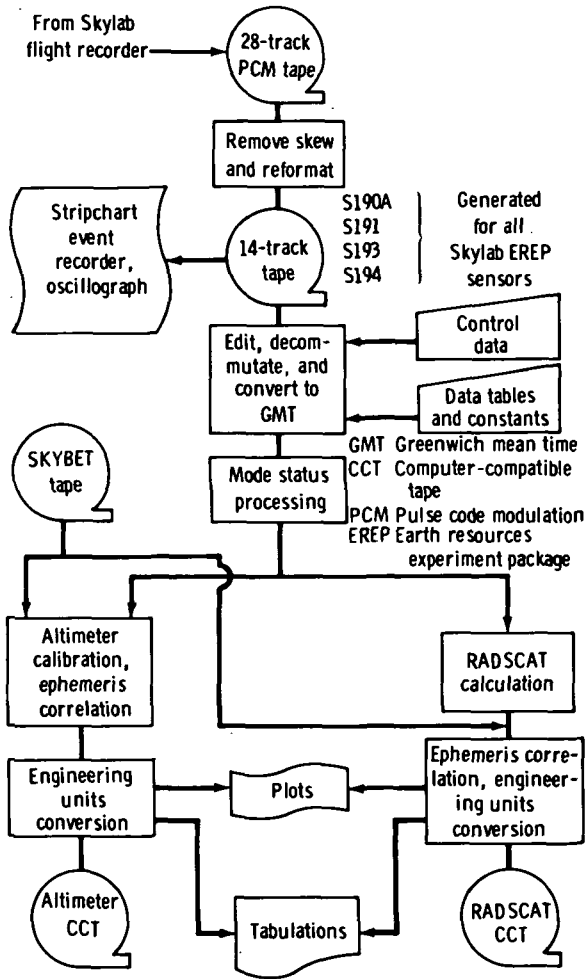 From Skylab
flight recorder
28-track
PCM tape
Remove skew
and reformat
Stripchart
event
recorder,
oscillograph
14-track
tape
S190A
S191
S193
S194
Generated
for all
Skylab EREP
sensors
Edit, decom-
mutate, and
convert to
GMT
Control
data
Data tables
and constants
SKYBET
tape
Mode status
processing
GMT Greenwich mean time
CCT Computer-compatible
tape
PCM Pulse code modulation
EREP Earth resources
experiment package
Altimeter
calibration,
ephemeris
correlation
RADSCAT
calculation
Engineering
units
conversion
Plots
Ephemeris corre-
lation, engineer-
ing units
conversion
Altimeter
CCT
Tabulations
RADSCAT
CCT